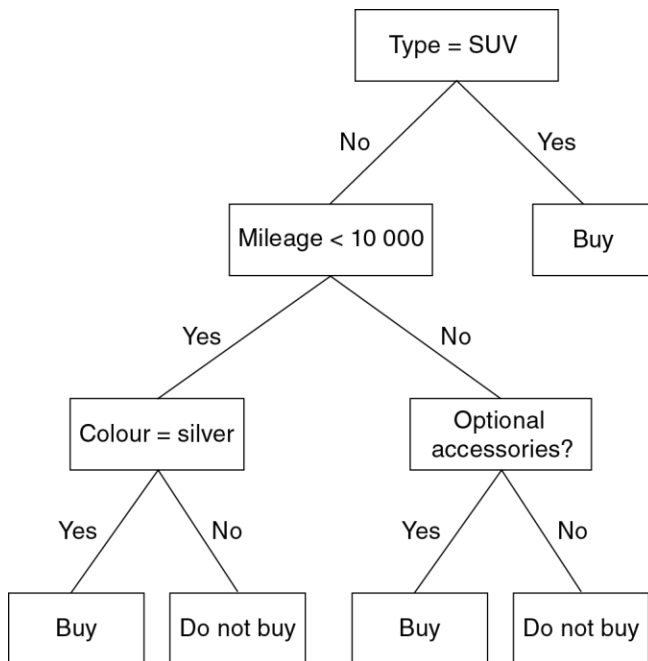 Type = SUV
No
Yes
Mileage < 10 000
Buy
Yes
No
Colour = silver
Optional
accessories?
Yes
No
Yes
No
Buy
Do not buy
Buy
Do not buy